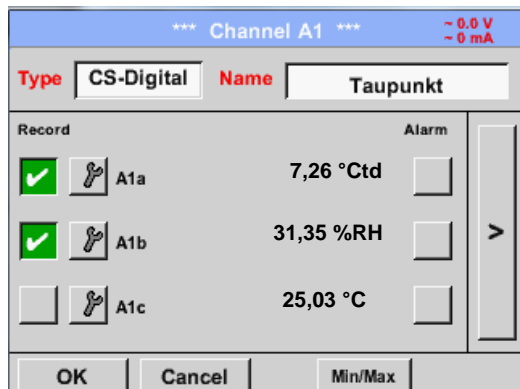 *** Channel A1 *** ~ 0.0 V
~ 0 mA
Type CS-Digital Name Taupunkt
Record Alarm
A1a 7,26 °Ctd
A1b 31,35 %RH
>
A1c 25,03 °C
OK Cancel Min/Max